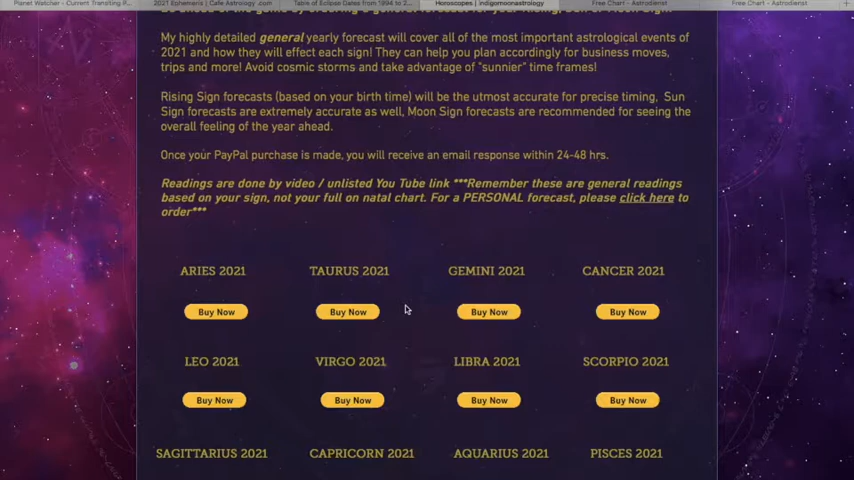 Planet Watcher - Current Transiting P... 2021 Ephemeris | Cafe Astrology .com Table of Eclipse Dates from 1994 to 2... Horoscopes | indigomoonastrology Free Chart - Astrodienst Free Chart - Astrodienst
My highly detailed general yearly forecast will cover all of the most important astrological events of
2021 and how they will effect each sign! They can help you plan accordingly for business moves,
trips and more! Avoid cosmic storms and take advantage of "sunnier" time frames!
Rising Sign forecasts (based on your birth time) will be the utmost accurate for precise timing, Sun
Sign forecasts are extremely accurate as well, Moon Sign forecasts are recommended for seeing the
overall feeling of the year ahead.
Once your PayPal purchase is made, you will receive an email response within 24-48 hrs.
Readings are done by video / unlisted You Tube link ***Remember these are general readings
based on your sign, not your full on natal chart. For a PERSONAL forecast, please click here to
order***
ARIES 2021 TAURUS 2021 GEMINI 2021 CANCER 2021
Buy Now Buy Now Buy Now Buy Now
LEO 2021 VIRGO 2021 LIBRA 2021 SCORPIO 2021
Buy Now Buy Now Buy Now Buy Now
SAGITTARIUS 2021 CAPRICORN 2021 AQUARIUS 2021 PISCES 2021